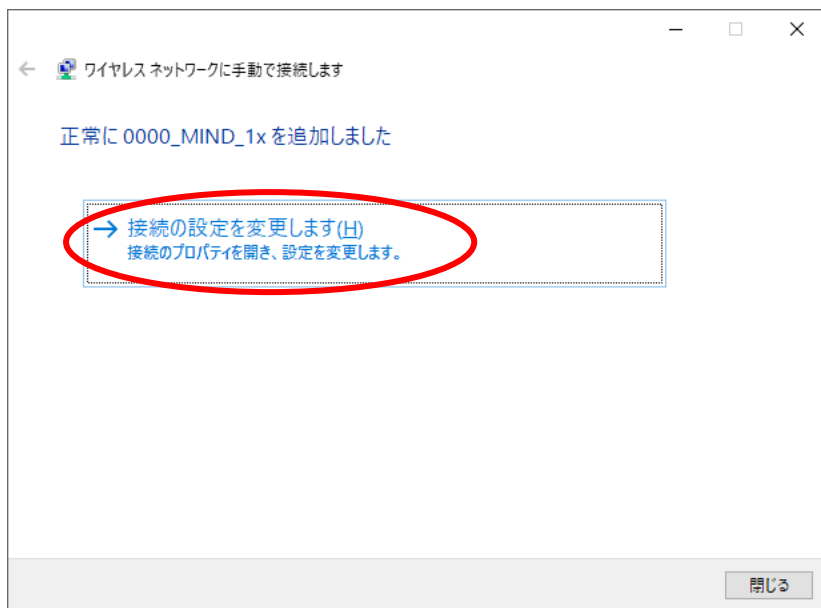 ワイヤレス ネットワークに手動で接続します
正常に 0000_MIND_1x を追加しました
→ 接続の設定を変更します(H)
接続のプロパティを開き、設定を変更します。
閉じる